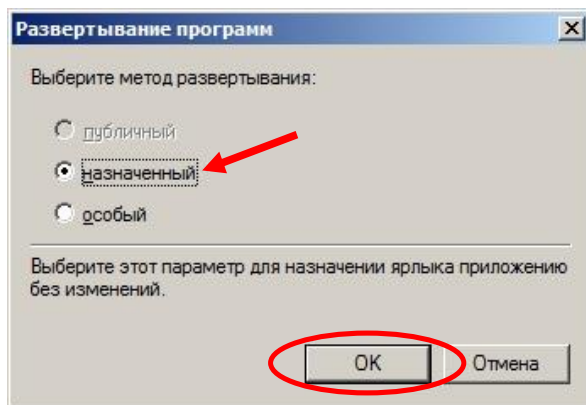 Развертывание программ
Выберите метод развертывания:
публичный
назначенный
особый
Выберите этот параметр для назначении ярлыка приложению
без изменений.
OK
Отмена